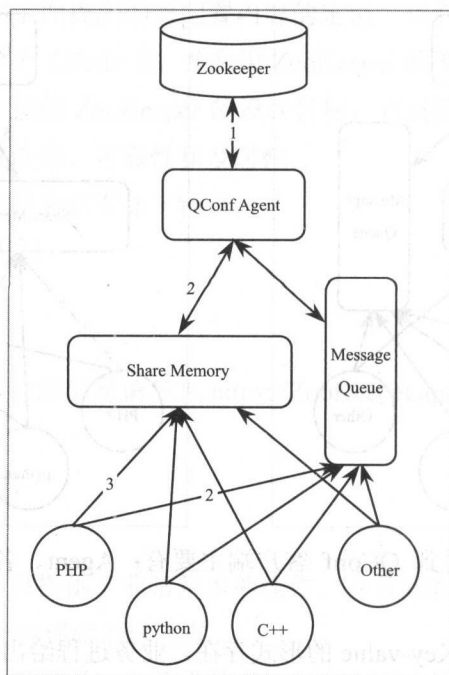 Zookeeper
1
QConf Agent
2
Share Memory
Message
Queue
3
2
PHP
python
C++
Other